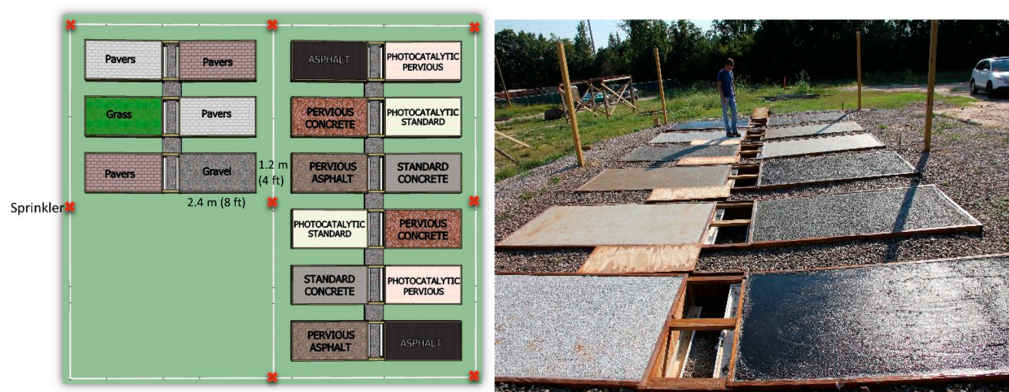 Pavers
Pavers
Grass
Pavers
Pavers
Gravel
1.2 m
(4 ft)
2.4 m (8 ft)
Sprinkler
ASPHALT
PHOTOCATALYTIC
PERVIOUS
PERVIOUS
CONCRETE
PHOTOCATALYTIC
STANDARD
PERVIOUS
ASPHALT
STANDARD
CONCRETE
PHOTOCATALYTIC
STANDARD
PERVIOUS
CONCRETE
STANDARD
CONCRETE
PHOTOCATALYTIC
PERVIOUS
PERVIOUS
ASPHALT
ASPHALT